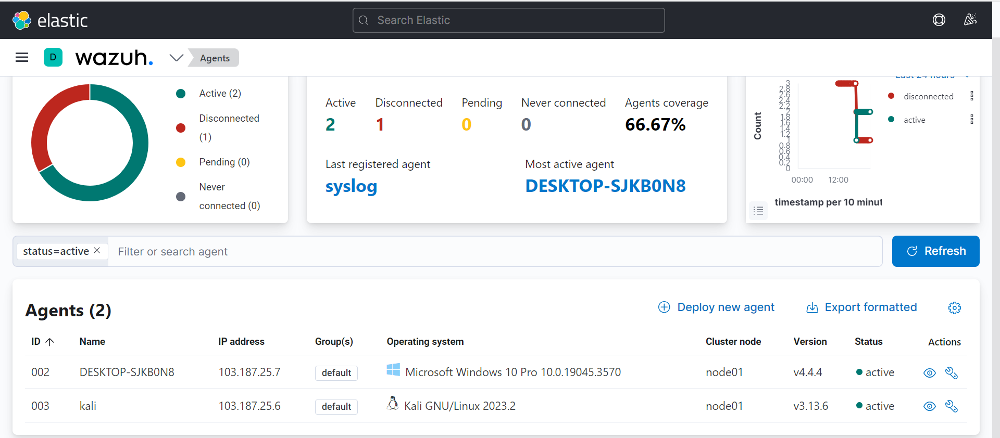 elastic
Search Elastic
D
wazuh.
Agents
Active (2)
Disconnected
(1)
Pending (0)
Never
connected (0)
Active Disconnected Pending Never connected Agents coverage
2 1 0 0 66.67%
Last registered agent Most active agent
syslog DESKTOP-SJKB0N8
Last 24 hours
Count
3
2.8
2.6
2.4
2.2
2
1.8
1.6
1.4
1.2
1
0.8
0.6
0.4
0.2
0
00:00 12:00
timestamp per 10 minut
disconnected
active
status=active
Filter or search agent
Refresh
Agents (2)
Deploy new agent
Export formatted
ID Name IP address Group(s) Operating system Cluster node Version Status Actions
002 DESKTOP-SJKB0N8 103.187.25.7 default Microsoft Windows 10 Pro 10.0.19045.3570 node01 v4.4.4 active
003 kali 103.187.25.6 default Kali GNU/Linux 2023.2 node01 v3.13.6 active